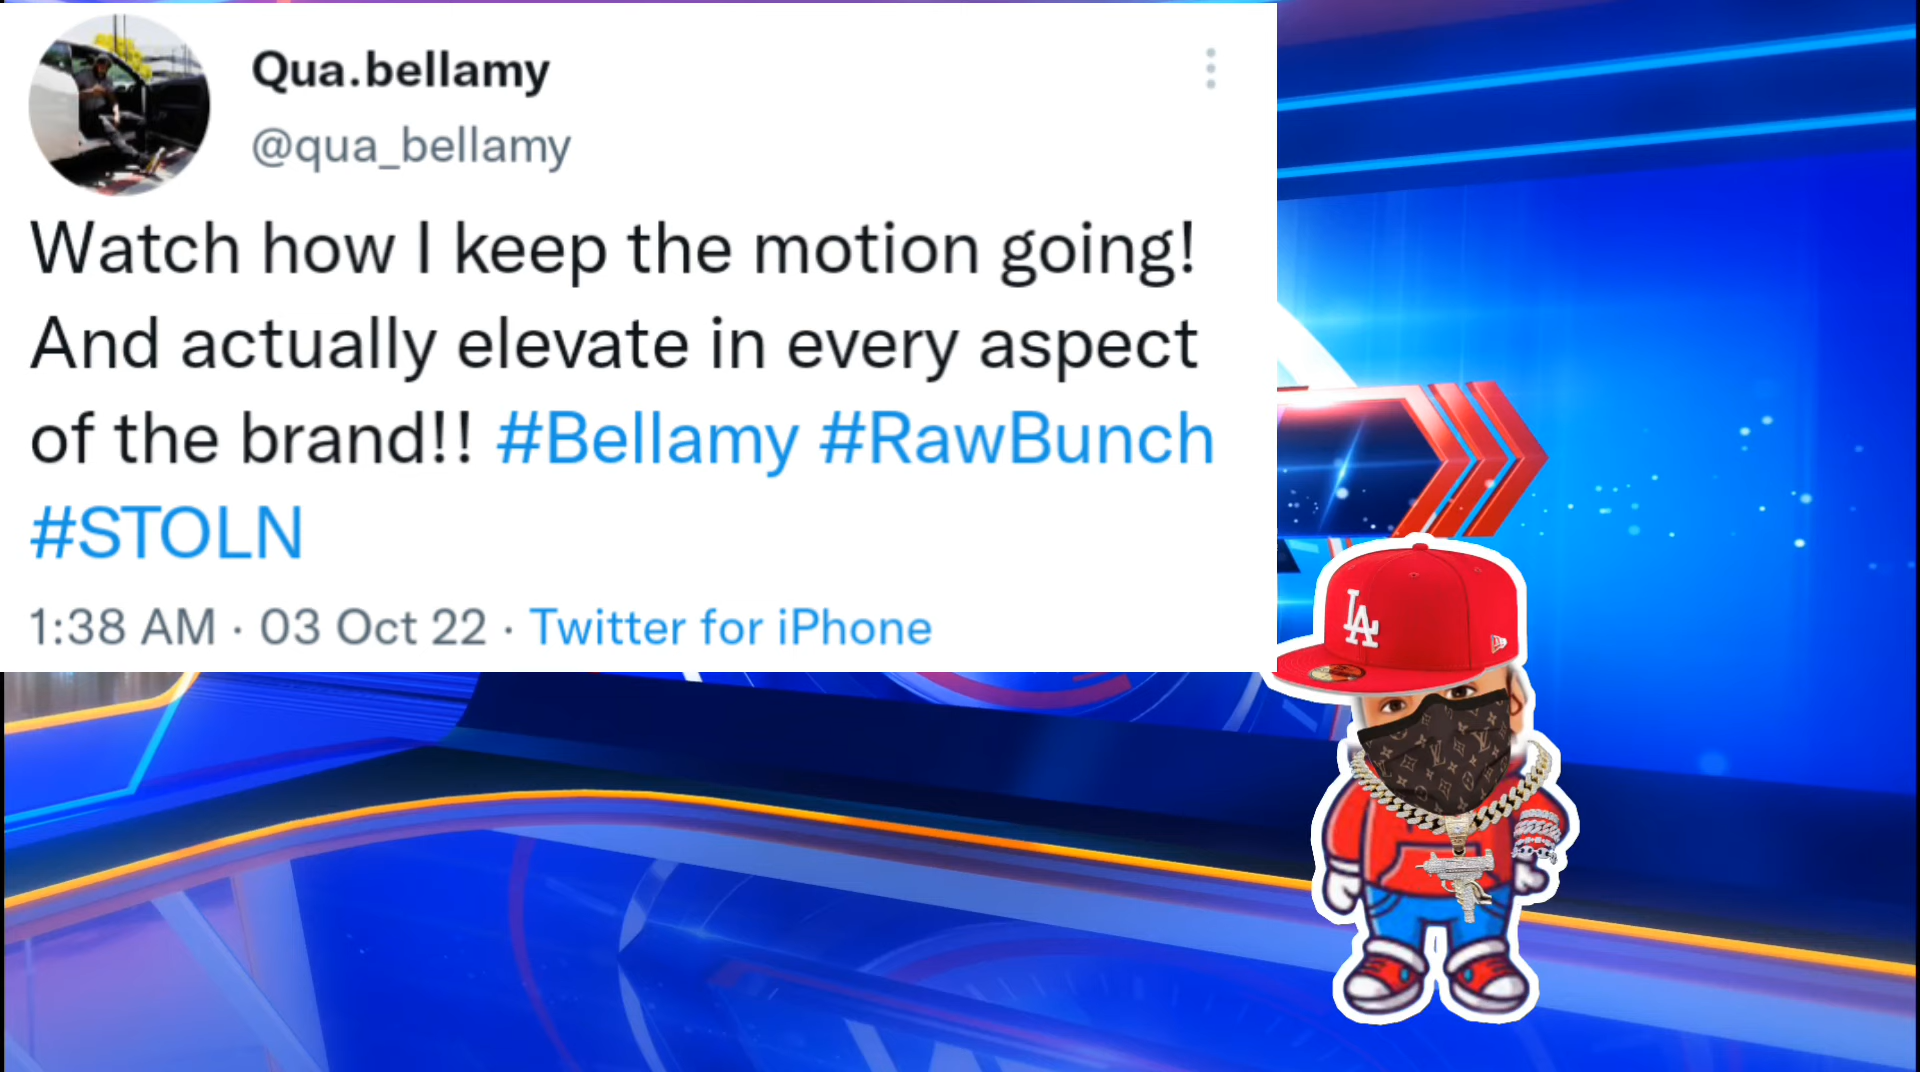 Qua.bellamy
@qua_bellamy
Watch how I keep the motion going!
And actually elevate in every aspect
of the brand!! #Bellamy #RawBunch
#STOLN
1:38 AM · 03 Oct 22 · Twitter for iPhone
LA